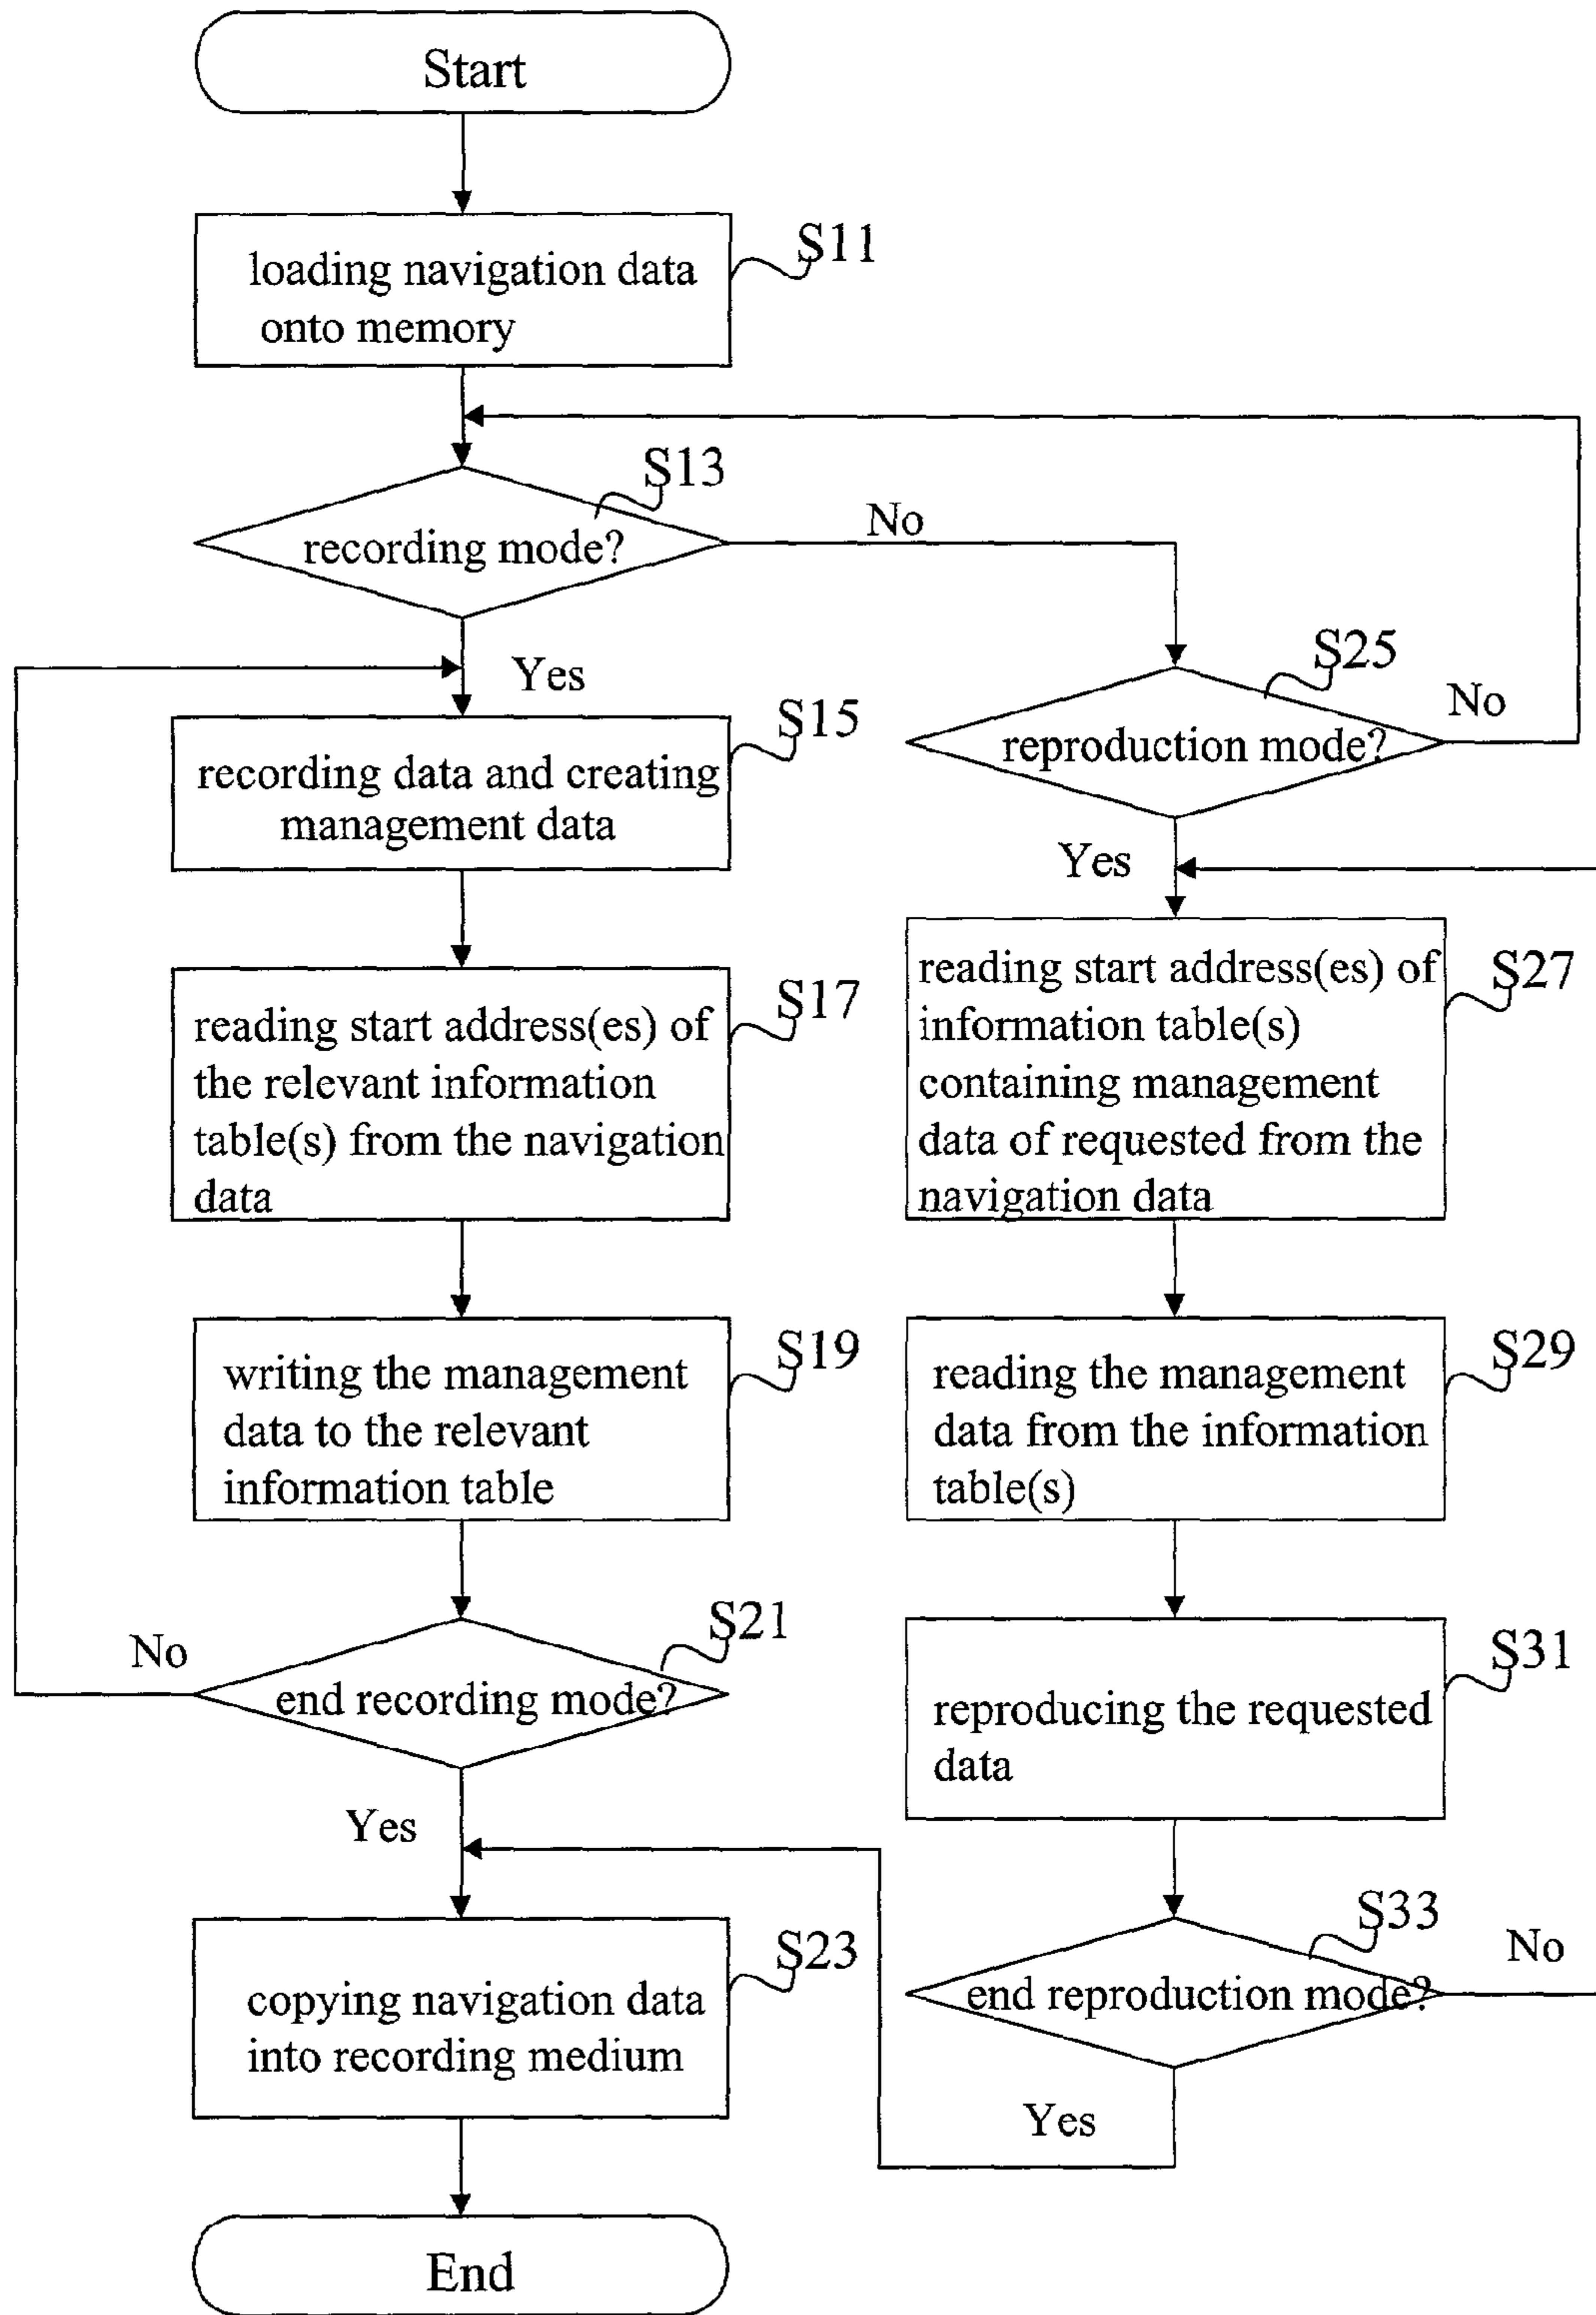 Start
loading navigation data
onto memory
S11
recording mode?
S13
No
Yes
recording data and creating
management data
S15
reading start address(es) of
the relevant information
table(s) from the navigation
data
S17
writing the management
data to the relevant
information table
S19
end recording mode?
S21
No
Yes
copying navigation data
into recording medium
S23
End
reproduction mode?
S25
No
Yes
reading start address(es) of
information table(s)
containing management
data of requested from the
navigation data
S27
reading the management
data from the information
table(s)
S29
reproducing the requested
data
S31
end reproduction mode?
S33
No
Yes